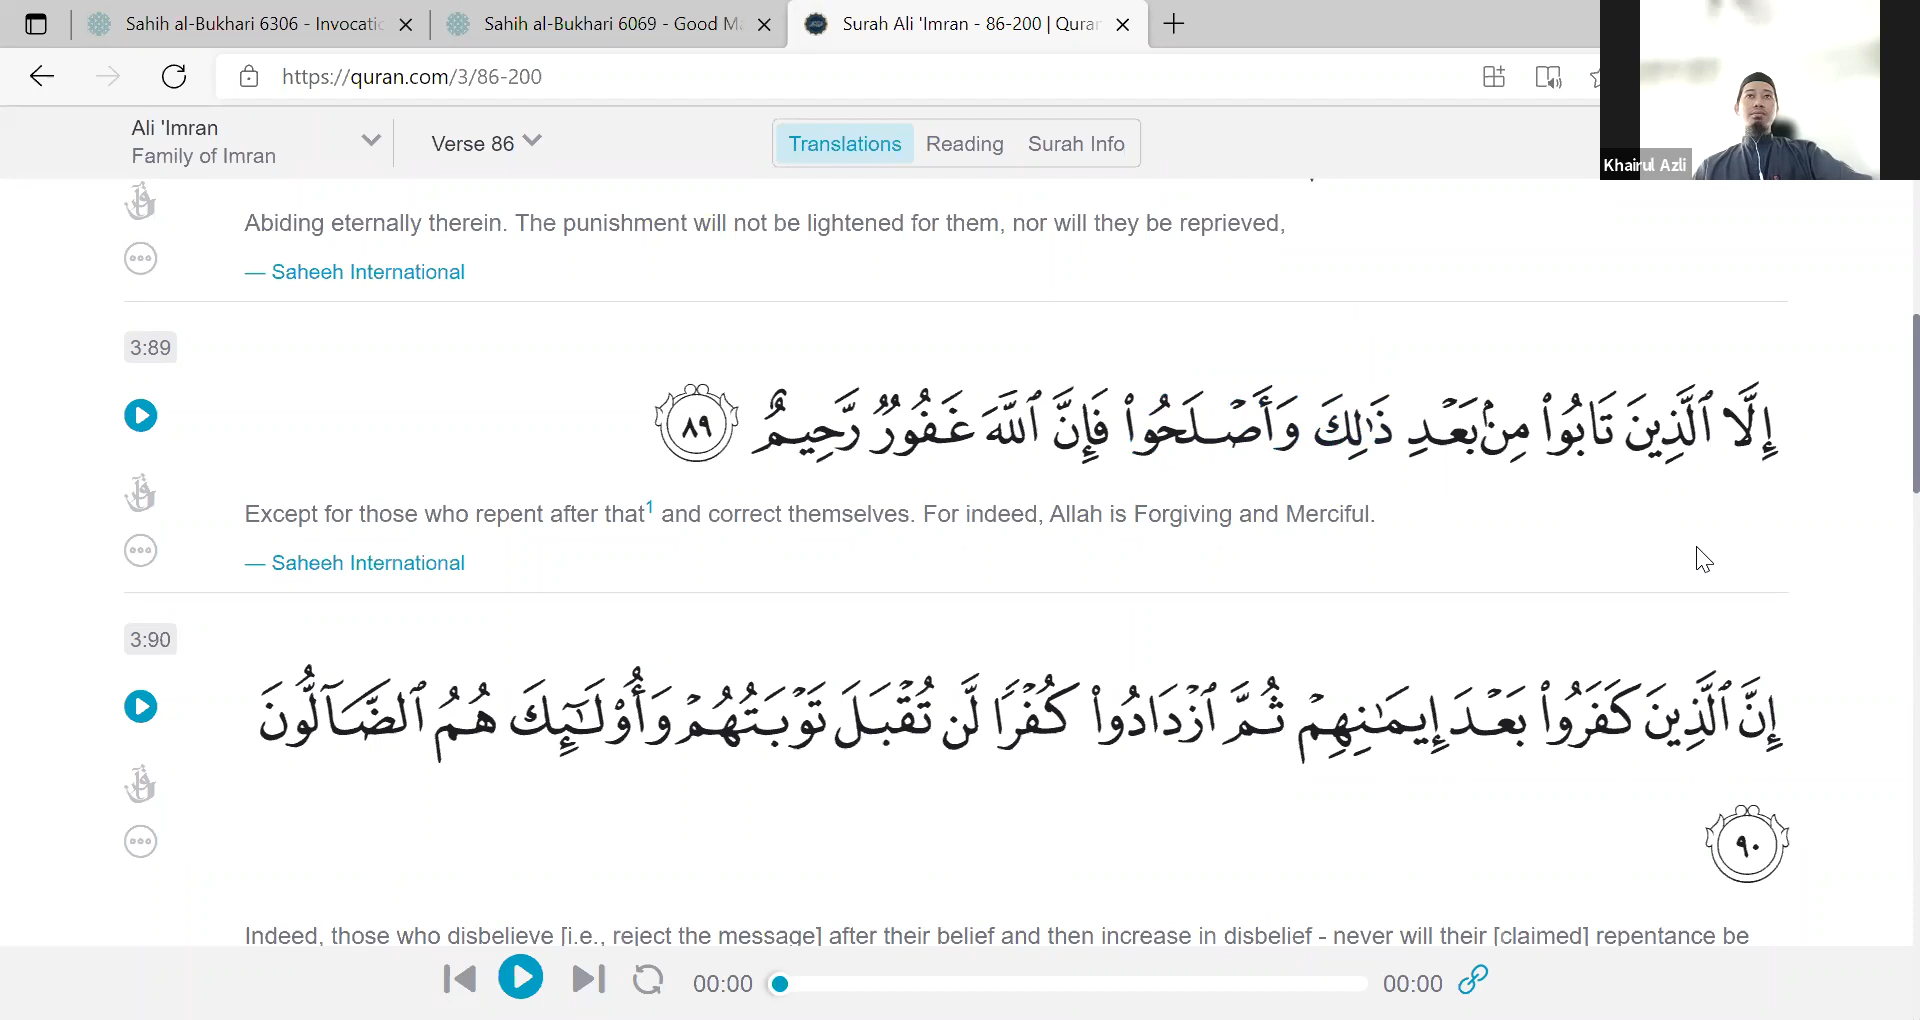 Sahih al-Bukhari 6306 - Invocatic
Sahih al-Bukhari 6069 - Good Ma
Surah Ali 'Imran - 86-200 | Quran
https://quran.com/3/86-200
Ali 'Imran
Family of Imran
Verse 86
Translations
Reading
Surah Info
Khairul Azli
Abiding eternally therein. The punishment will not be lightened for them, nor will they be reprieved,
— Saheeh International
3:89
إِلَّا ٱلَّذِينَ تَابُوا۟ مِنۢ بَعْدِ ذَٰلِكَ وَأَصْلَحُوا۟ فَإِنَّ ٱللَّهَ غَفُورٌ رَّحِيمٌ ٨٩
Except for those who repent after that1 and correct themselves. For indeed, Allah is Forgiving and Merciful.
— Saheeh International
3:90
إِنَّ ٱلَّذِينَ كَفَرُوا۟ بَعْدَ إِيمَـٰنِهِمْ ثُمَّ ٱزْدَادُوا۟ كُفْرًا لَّن تُقْبَلَ تَوْبَتُهُمْ وَأُو۟لَـٰٓئِكَ هُمُ ٱلضَّآلُّونَ
٩٠
Indeed, those who disbelieve [i.e., reject the message] after their belief and then increase in disbelief - never will their [claimed] repentance be
00:00
00:00